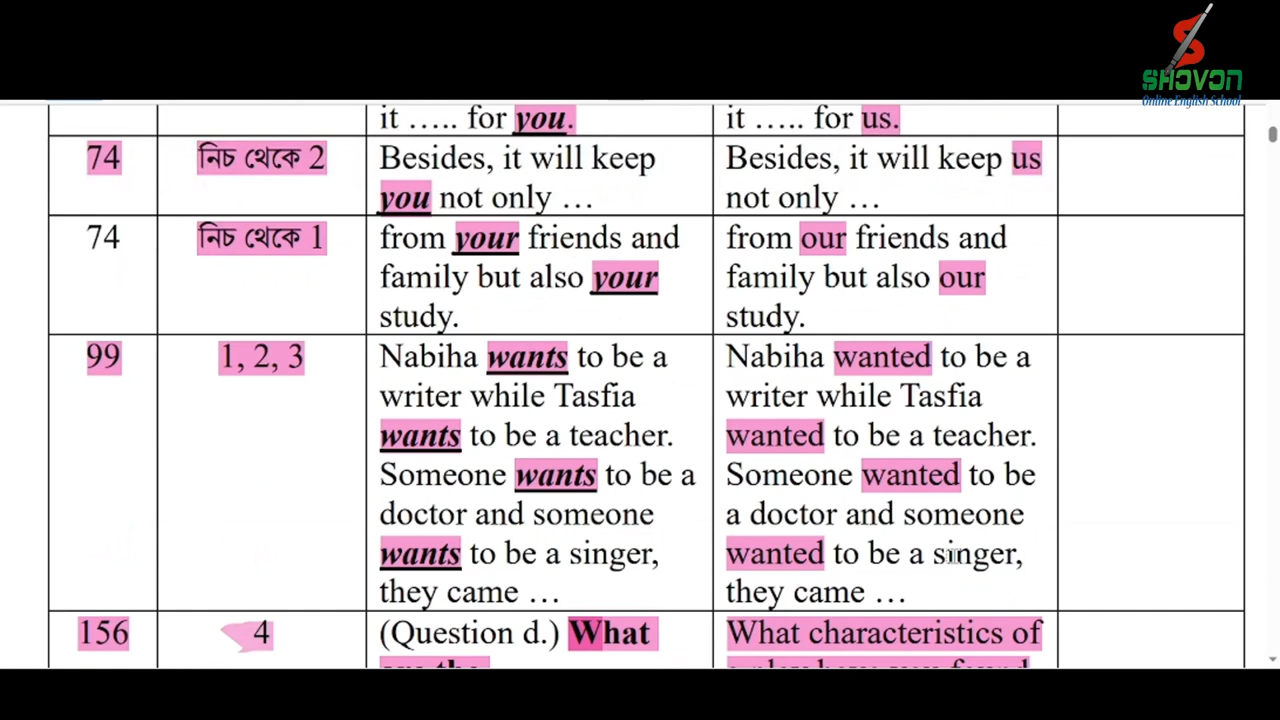 SHOVON
Online English School
it ….. for you.
it ….. for us.
74
নিচ থেকে 2
Besides, it will keep
you not only …
Besides, it will keep us
not only …
74
নিচ থেকে 1
from your friends and
family but also your
study.
from our friends and
family but also our
study.
99
1, 2, 3
Nabiha wants to be a
writer while Tasfia
wants to be a teacher.
Someone wants to be a
doctor and someone
wants to be a singer,
they came …
Nabiha wanted to be a
writer while Tasfia
wanted to be a teacher.
Someone wanted to be
a doctor and someone
wanted to be a singer,
they came …
156
4
(Question d.) What
What characteristics of